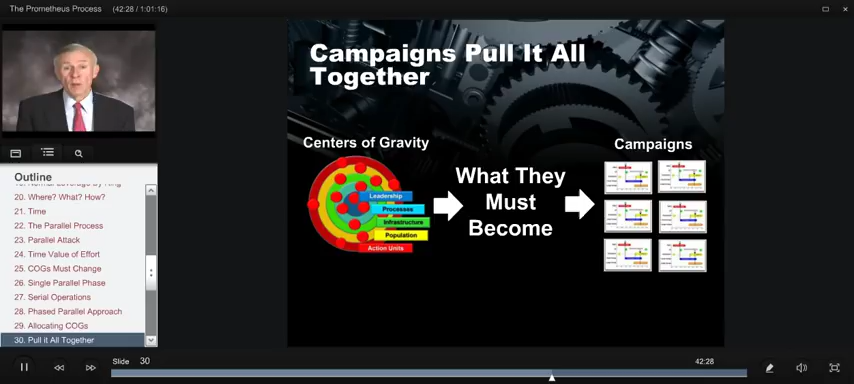 The Prometheus Process (42:28 / 1:01:16)
Campaigns Pull It All
Together
Centers of Gravity
Leadership
Processes
Infrastructure
Population
Action Units
What They
Must
Become
Campaigns
Outline
20. Where? What? How?
21. Time
22. The Parallel Process
23. Parallel Attack
24. Time Value of Effort
25. COGs Must Change
26. Single Parallel Phase
27. Serial Operations
28. Phased Parallel Approach
29. Allocating COGs
30. Pull it All Together
Slide 30
42:28